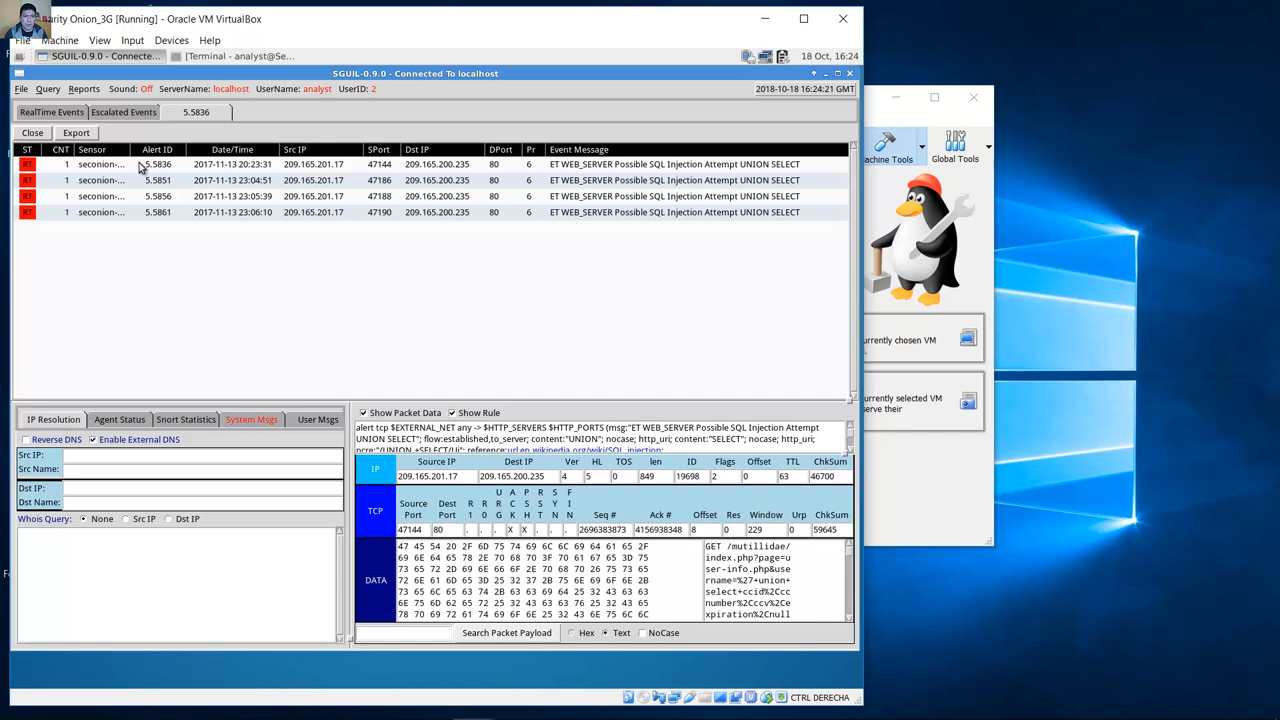 urity Onion_3G [Running] - Oracle VM VirtualBox
File Machine View Input Devices Help
SGUIL-0.9.0 - Connecte... [Terminal - analyst@Se... 18 Oct, 16:24
SGUIL-0.9.0 - Connected To localhost
File Query Reports Sound: Off ServerName: localhost UserName: analyst UserID: 2 2018-10-18 16:24:21 GMT
RealTime Events Escalated Events 5.5836
Close Export
ST CNT Sensor Alert ID Date/Time Src IP SPort Dst IP DPort Pr Event Message
RT 1 seconion-... 5.5836 2017-11-13 20:23:31 209.165.201.17 47144 209.165.200.235 80 6 ET WEB_SERVER Possible SQL Injection Attempt UNION SELECT
RT 1 seconion-... 5.5851 2017-11-13 23:04:51 209.165.201.17 47186 209.165.200.235 80 6 ET WEB_SERVER Possible SQL Injection Attempt UNION SELECT
RT 1 seconion-... 5.5856 2017-11-13 23:05:39 209.165.201.17 47188 209.165.200.235 80 6 ET WEB_SERVER Possible SQL Injection Attempt UNION SELECT
RT 1 seconion-... 5.5861 2017-11-13 23:06:10 209.165.201.17 47190 209.165.200.235 80 6 ET WEB_SERVER Possible SQL Injection Attempt UNION SELECT
IP Resolution Agent Status Snort Statistics System Msgs User Msgs
Reverse DNS Enable External DNS
Src IP:
Src Name:
Dst IP:
Dst Name:
Whois Query: None Src IP Dst IP
Show Packet Data Show Rule
alert tcp $EXTERNAL_NET any -> $HTTP_SERVERS $HTTP_PORTS (msg:"ET WEB_SERVER Possible SQL Injection Attempt
UNION SELECT"; flow:established,to_server; content:"UNION"; nocase; http_uri; content:"SELECT"; nocase; http_uri;
pcre:"/UNION.+SELECT/Ui"; reference:url,en.wikipedia.org/wiki/SQL_injection;
IP Source IP Dest IP Ver HL TOS len ID Flags Offset TTL ChkSum
209.165.201.17 209.165.200.235 4 5 0 849 19698 2 0 63 46700
TCP Source Port Dest Port R 1 R 0 U R G A C K P S H R S T S Y N F I N Seq # Ack # Offset Res Window Urp ChkSum
47144 80 . . . X X . . . 2696383873 4156938348 8 0 229 0 59645
DATA
47 45 54 20 2F 6D 75 74 69 6C 6C 69 64 61 65 2F GET /mutillidae/
69 6E 64 65 78 2E 70 68 70 3F 70 61 67 65 3D 75 index.php?page=u
73 65 72 2D 69 6E 66 6F 2E 70 68 70 26 75 73 65 ser-info.php&use
72 6E 61 6D 65 3D 25 32 37 2B 75 6E 69 6F 6E 2B rname=%27+union+
73 65 6C 65 63 74 2B 63 63 69 64 25 32 43 63 63 select+ccid%2Ccc
6E 75 6D 62 65 72 25 32 43 63 63 76 25 32 43 65 number%2Cccv%2Ce
78 70 69 72 61 74 69 6F 6E 25 32 43 6E 75 6C 6C xpiration%2Cnull
Search Packet Payload Hex Text NoCase
CTRL DERECHA
achine Tools Global Tools
urrently chosen VM
urrently selected VM
erve their